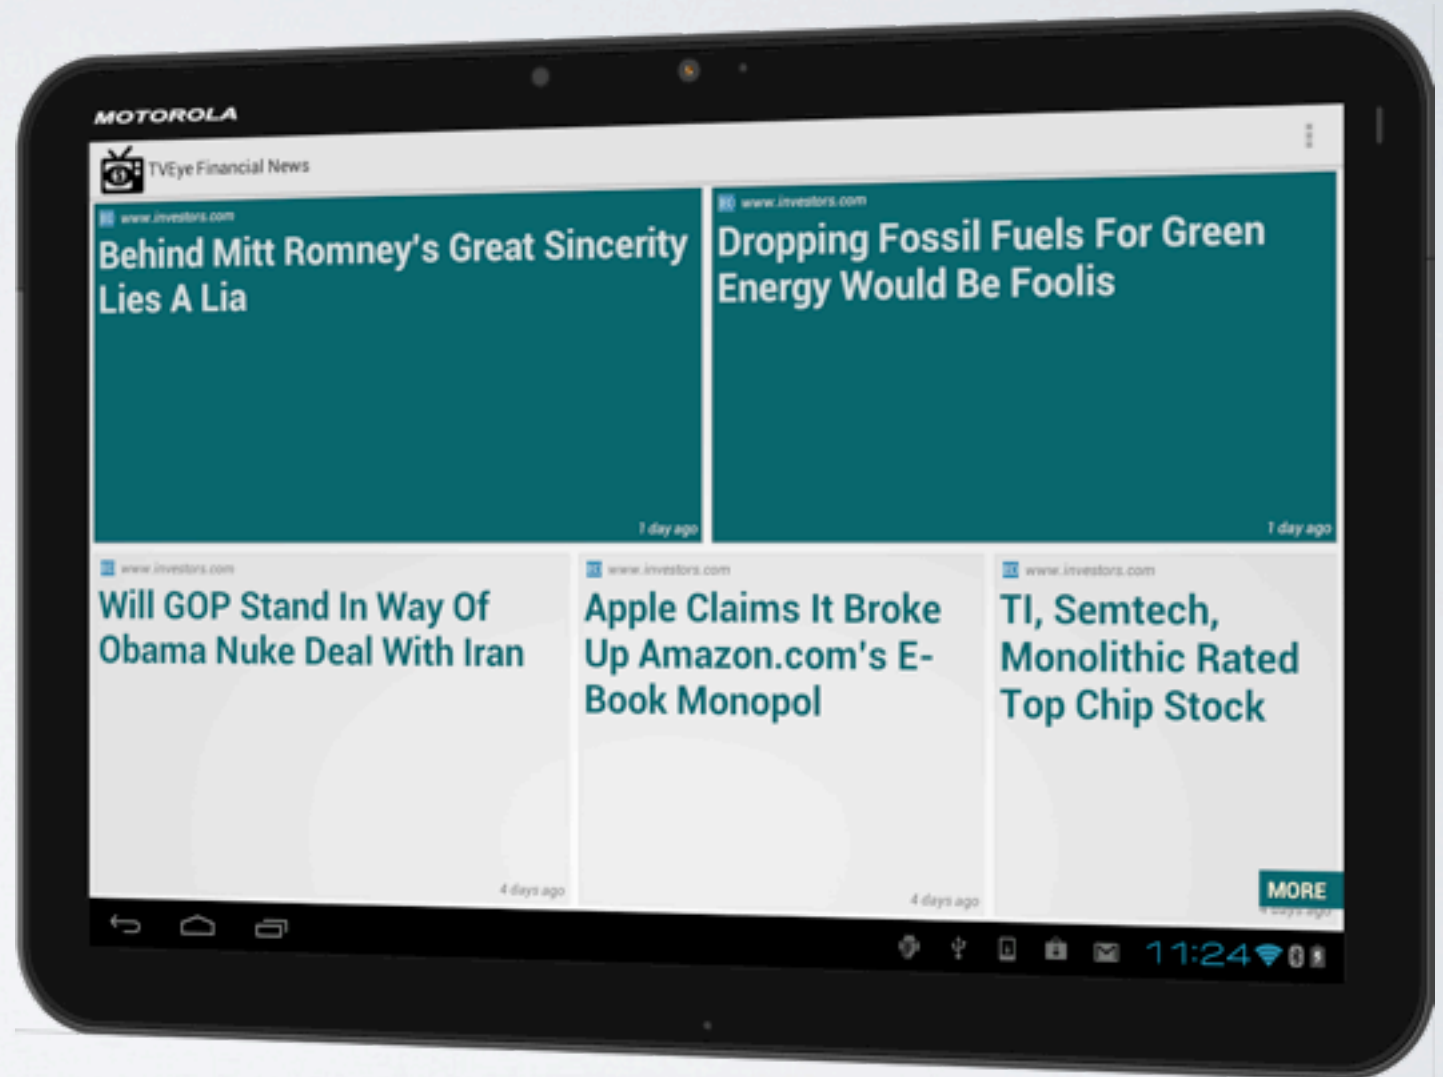 MOTOROLA
TVEye Financial News
www.investors.com
Behind Mitt Romney's Great Sincerity
Lies A Lia
1 day ago
www.investors.com
Dropping Fossil Fuels For Green
Energy Would Be Foolis
1 day ago
www.investors.com
Will GOP Stand In Way Of
Obama Nuke Deal With Iran
4 days ago
www.investors.com
Apple Claims It Broke
Up Amazon.com's E-
Book Monopol
4 days ago
www.investors.com
TI, Semtech,
Monolithic Rated
Top Chip Stock
MORE
4 days ago
11:24